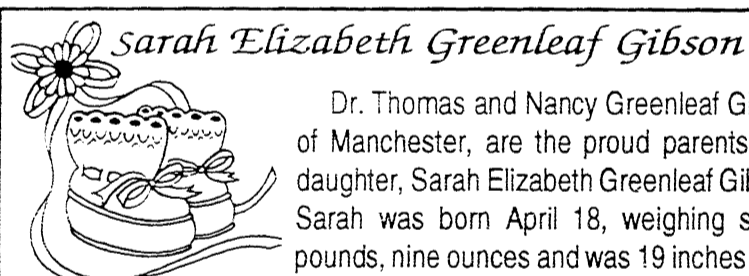 Sarah Elizabeth Greenleaf Gibson
Dr. Thomas and Nancy Greenleaf G
of Manchester, are the proud parents
daughter, Sarah Elizabeth Greenleaf Gi
Sarah was born April 18, weighing s
pounds, nine ounces and was 19 inches